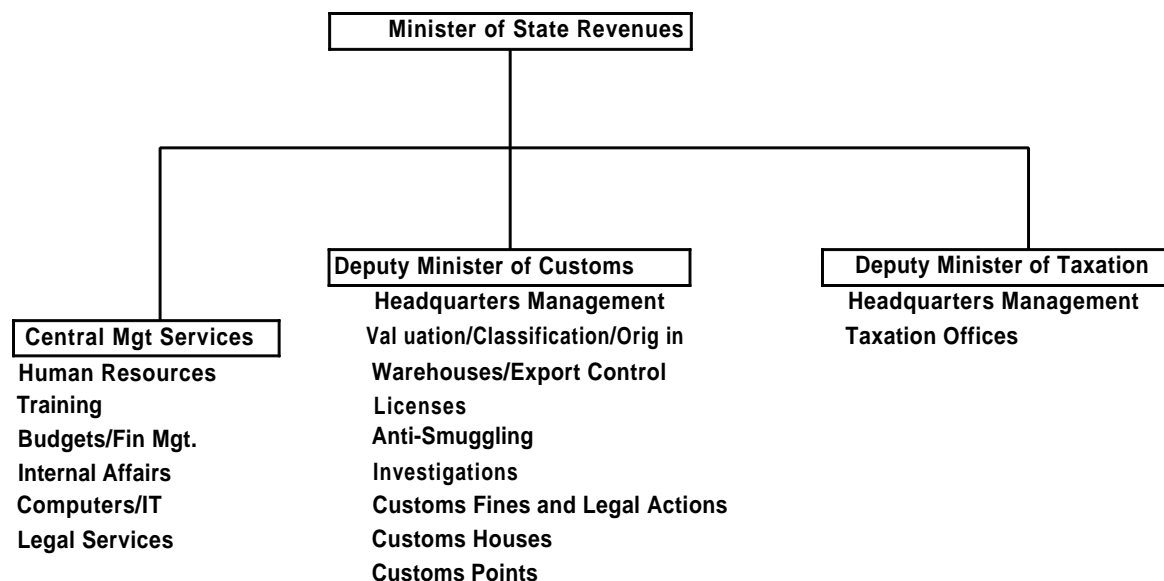 Minister of State Revenues
Central Mgt Services
Human Resources
Training
Budgets/Fin Mgt.
Internal Affairs
Computers/IT
Legal Services
Deputy Minister of Customs
Headquarters Management
Val uation/Classification/Orig in
Warehouses/Export Control
Licenses
Anti-Smuggling
Investigations
Customs Fines and Legal Actions
Customs Houses
Customs Points
Deputy Minister of Taxation
Headquarters Management
Taxation Offices